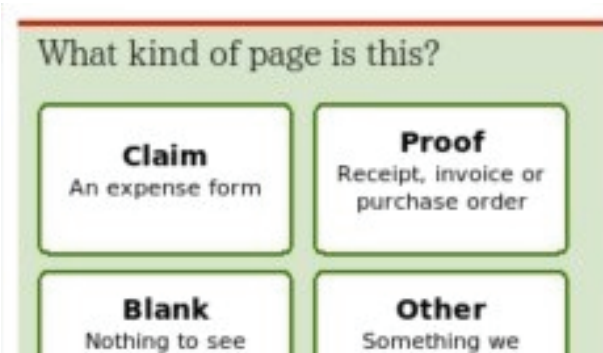 What kind of page is this?
Claim
An expense form
Proof
Receipt, invoice or
purchase order
Blank
Nothing to see
Other
Something we